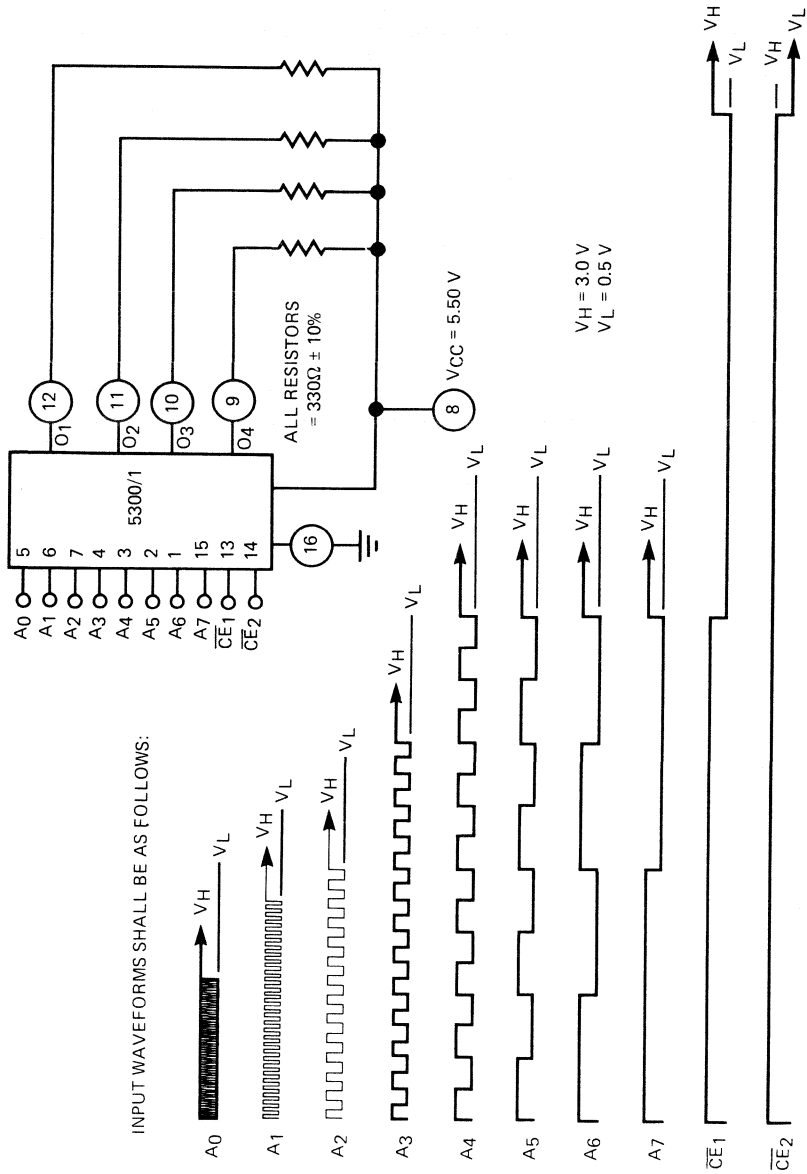 A0
A1
A2
A3
A4
A5
A6
A7
CE1
CE2
5
6
7
4
3
2
1
15
13
14
5300/1
O1
O2
O3
O4
12
11
10
9
16
8
ALL RESISTORS
= 330Ω ± 10%
VCC = 5.50 V
INPUT WAVEFORMS SHALL BE AS FOLLOWS:
VH = 3.0 V
VL = 0.5 V
A0 VH VL
A1 VH VL
A2 VH VL
A3 VH VL
A4 VH VL
A5 VH VL
A6 VH VL
A7 VH VL
CE1 VH VL
CE2 VH VL